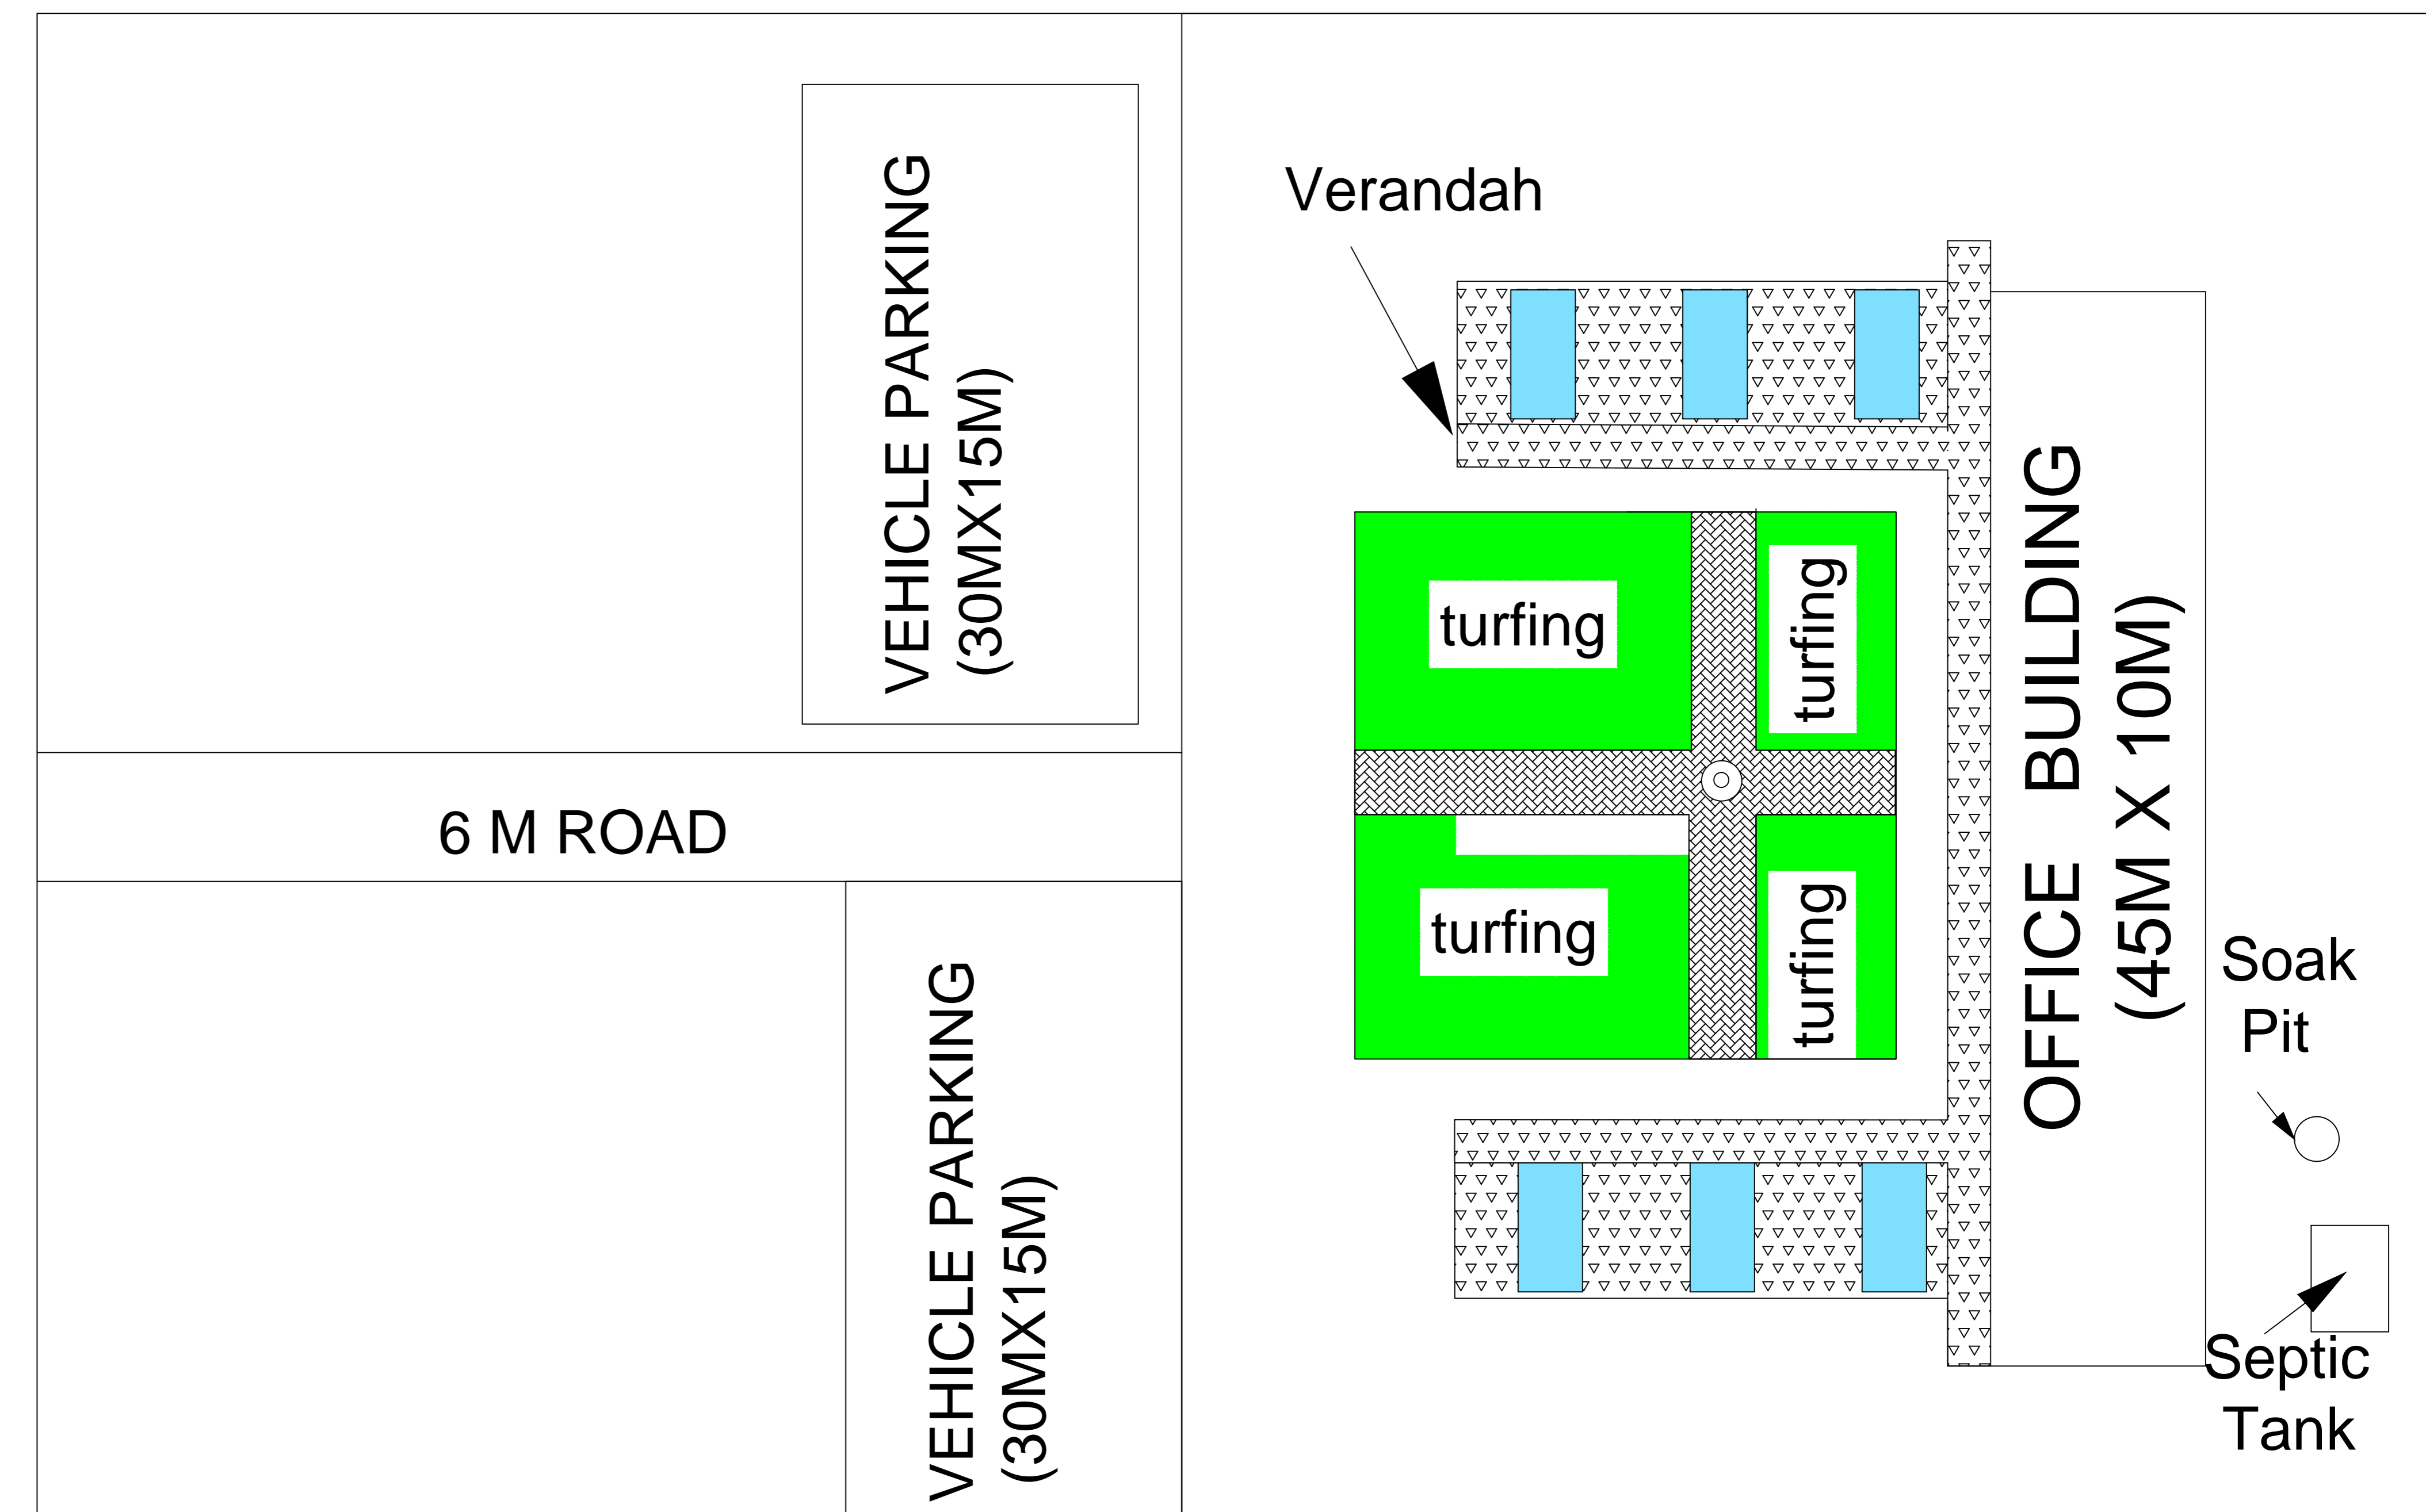 VEHICLE PARKING
(30MX15M)
Verandah
turfing
turfing
OFFICE BUILDING
(45M X 10M)
6 M ROAD
turfing
turfing
VEHICLE PARKING
(30MX15M)
Soak
Pit
Septic
Tank